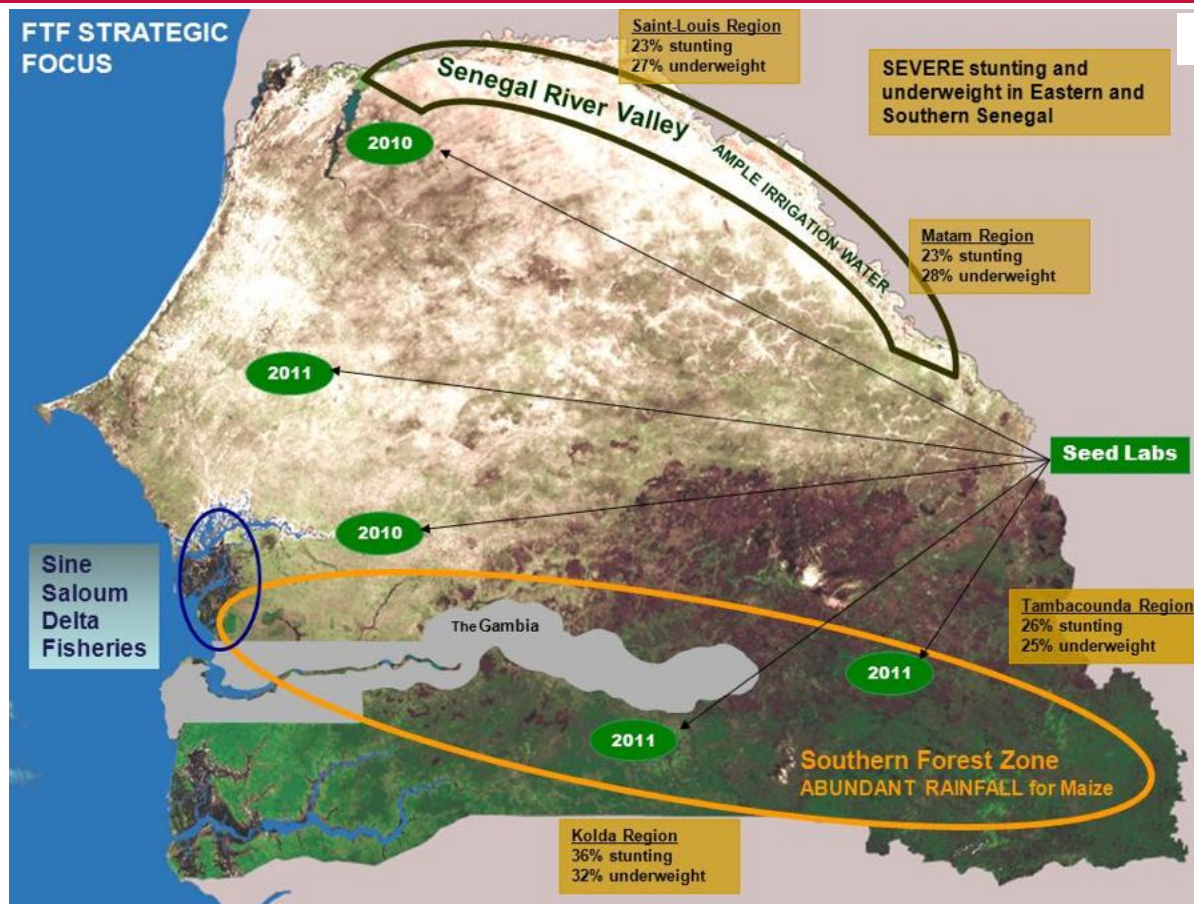 FTF STRATEGIC
FOCUS
Saint-Louis Region
23% stunting
27% underweight
SEVERE stunting and
underweight in Eastern and
Southern Senegal
Senegal River Valley
AMPLE IRRIGATION WATER
2010
Matam Region
23% stunting
28% underweight
2011
Seed Labs
2010
Sine
Saloum
Delta
Fisheries
The Gambia
Tambacounda Region
26% stunting
25% underweight
2011
2011
Southern Forest Zone
ABUNDANT RAINFALL for Maize
Kolda Region
36% stunting
32% underweight